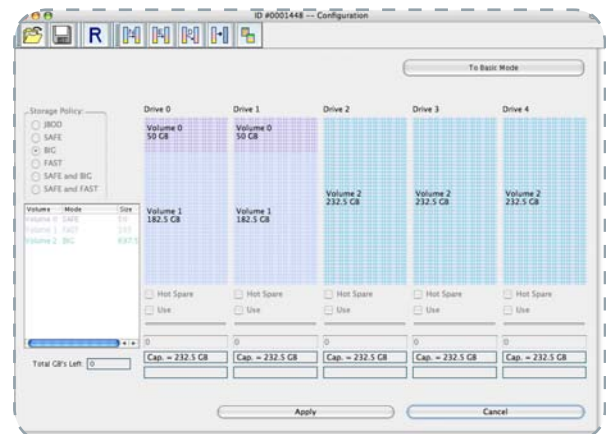 ID #0001448 -- Configuration
R
To Basic Mode
Storage Policy:
JBOD
SAFE
BIG
FAST
SAFE and BIG
SAFE and FAST
Drive 0 Drive 1 Drive 2 Drive 3 Drive 4
Volume 0 Volume 0
50 GB 50 GB
Volume 2 Volume 2 Volume 2
232.5 GB 232.5 GB 232.5 GB
Volume Mode Size
Volume 0 SAFE
Volume 1 FAST
Volume 2 BIG
Volume 1 Volume 1
182.5 GB 182.5 GB
Hot Spare Hot Spare Hot Spare Hot Spare Hot Spare
Use Use Use Use Use
0 0 0 0 0
Total GB's Left: 0
Cap. = 232.5 GB Cap. = 232.5 GB Cap. = 232.5 GB Cap. = 232.5 GB Cap. = 232.5 GB
Apply Cancel